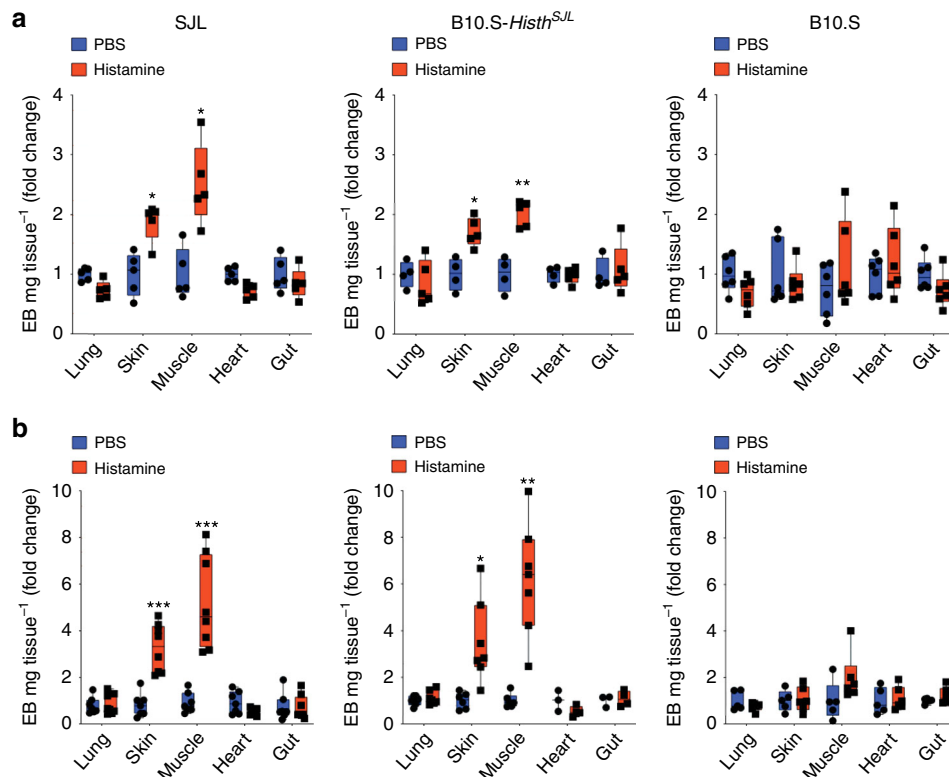 a
SJL
B10.S-Histh^SJL
B10.S
PBS
Histamine
PBS
Histamine
PBS
Histamine
EB mg tissue⁻¹ (fold change)
4
3
2
1
0
*
*
Lung
Skin
Muscle
Heart
Gut
EB mg tissue⁻¹ (fold change)
4
3
2
1
0
*
**
Lung
Skin
Muscle
Heart
Gut
EB mg tissue⁻¹ (fold change)
4
3
2
1
0
Lung
Skin
Muscle
Heart
Gut
b
PBS
Histamine
PBS
Histamine
PBS
Histamine
EB mg tissue⁻¹ (fold change)
10
8
6
4
2
0
***
***
Lung
Skin
Muscle
Heart
Gut
EB mg tissue⁻¹ (fold change)
10
8
6
4
2
0
*
**
Lung
Skin
Muscle
Heart
Gut
EB mg tissue⁻¹ (fold change)
10
8
6
4
2
0
Lung
Skin
Muscle
Heart
Gut